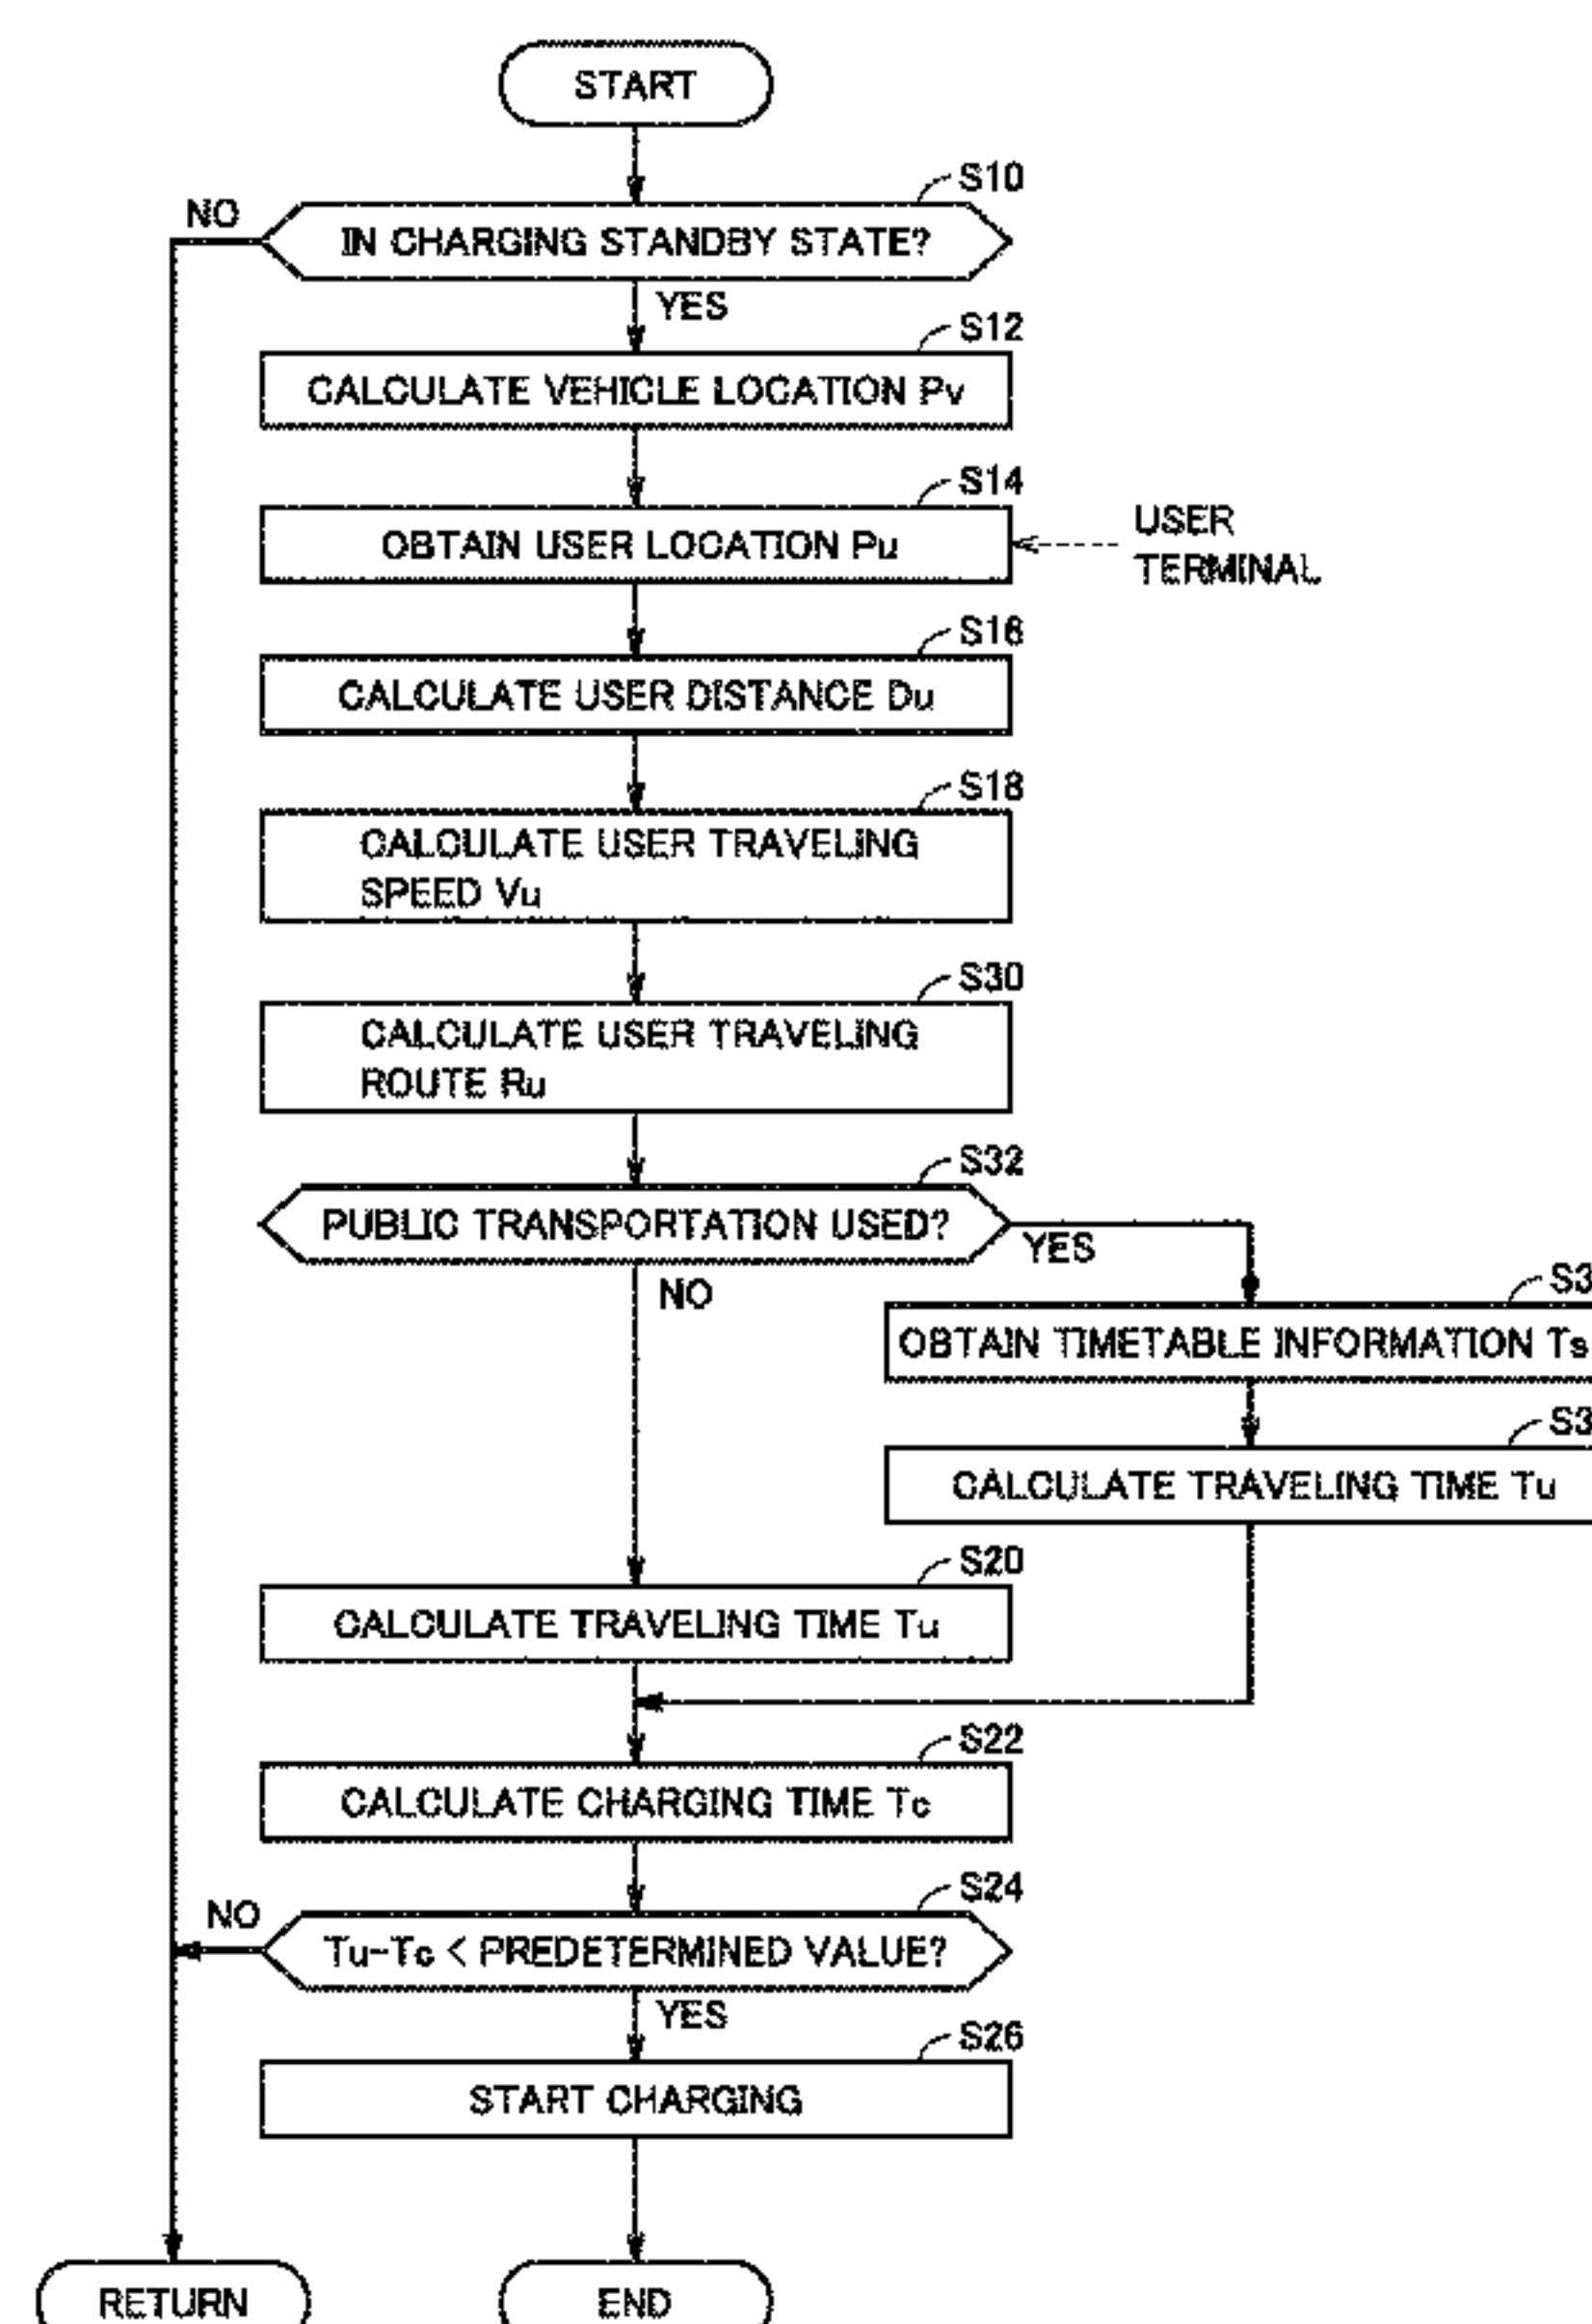 START
S10
NO
IN CHARGING STANDBY STATE?
YES
S12
CALCULATE VEHICLE LOCATION Pv
S14
OBTAIN USER LOCATION Pu
USER
TERMINAL
S16
CALCULATE USER DISTANCE Du
S18
CALCULATE USER TRAVELING
SPEED Vu
S30
CALCULATE USER TRAVELING
ROUTE Ru
S32
PUBLIC TRANSPORTATION USED?
YES
NO
S3
OBTAIN TIMETABLE INFORMATION Ts
S3
CALCULATE TRAVELING TIME Tu
S20
CALCULATE TRAVELING TIME Tu
S22
CALCULATE CHARGING TIME Tc
S24
NO
Tu-Tc < PREDETERMINED VALUE?
YES
S26
START CHARGING
RETURN
END